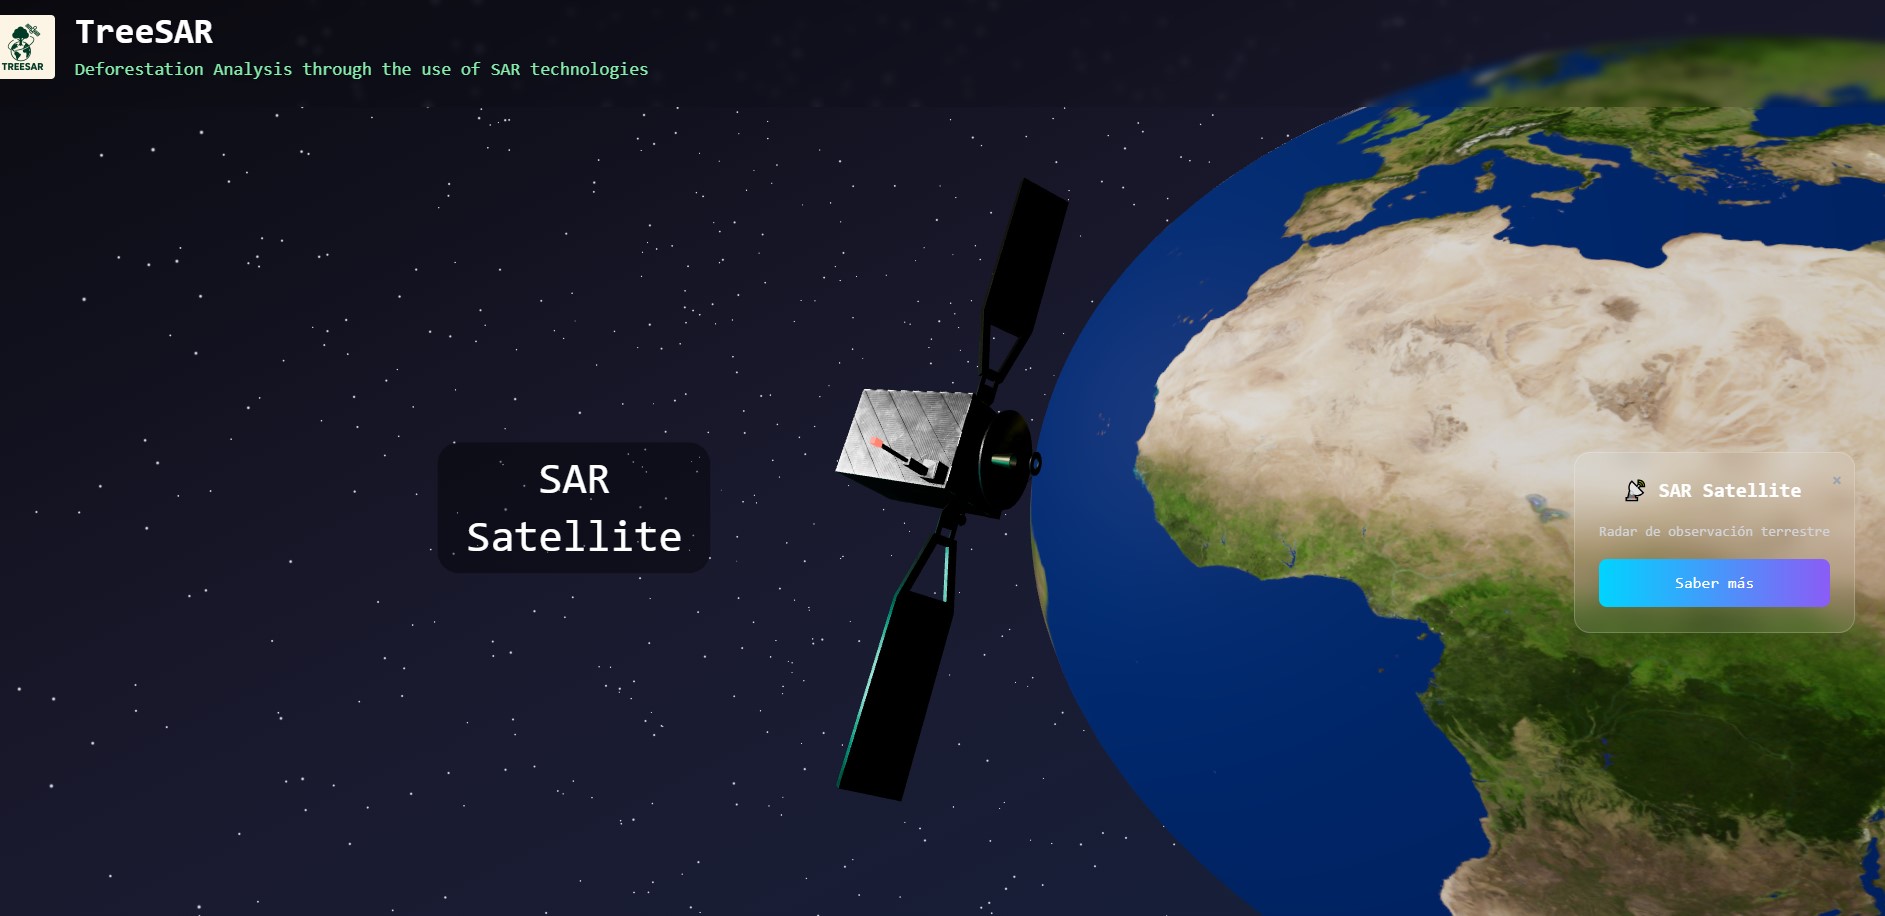 TREESAR
TreeSAR
Deforestation Analysis through the use of SAR technologies
SAR
Satellite
SAR Satellite
×
Radar de observación terrestre
Saber más